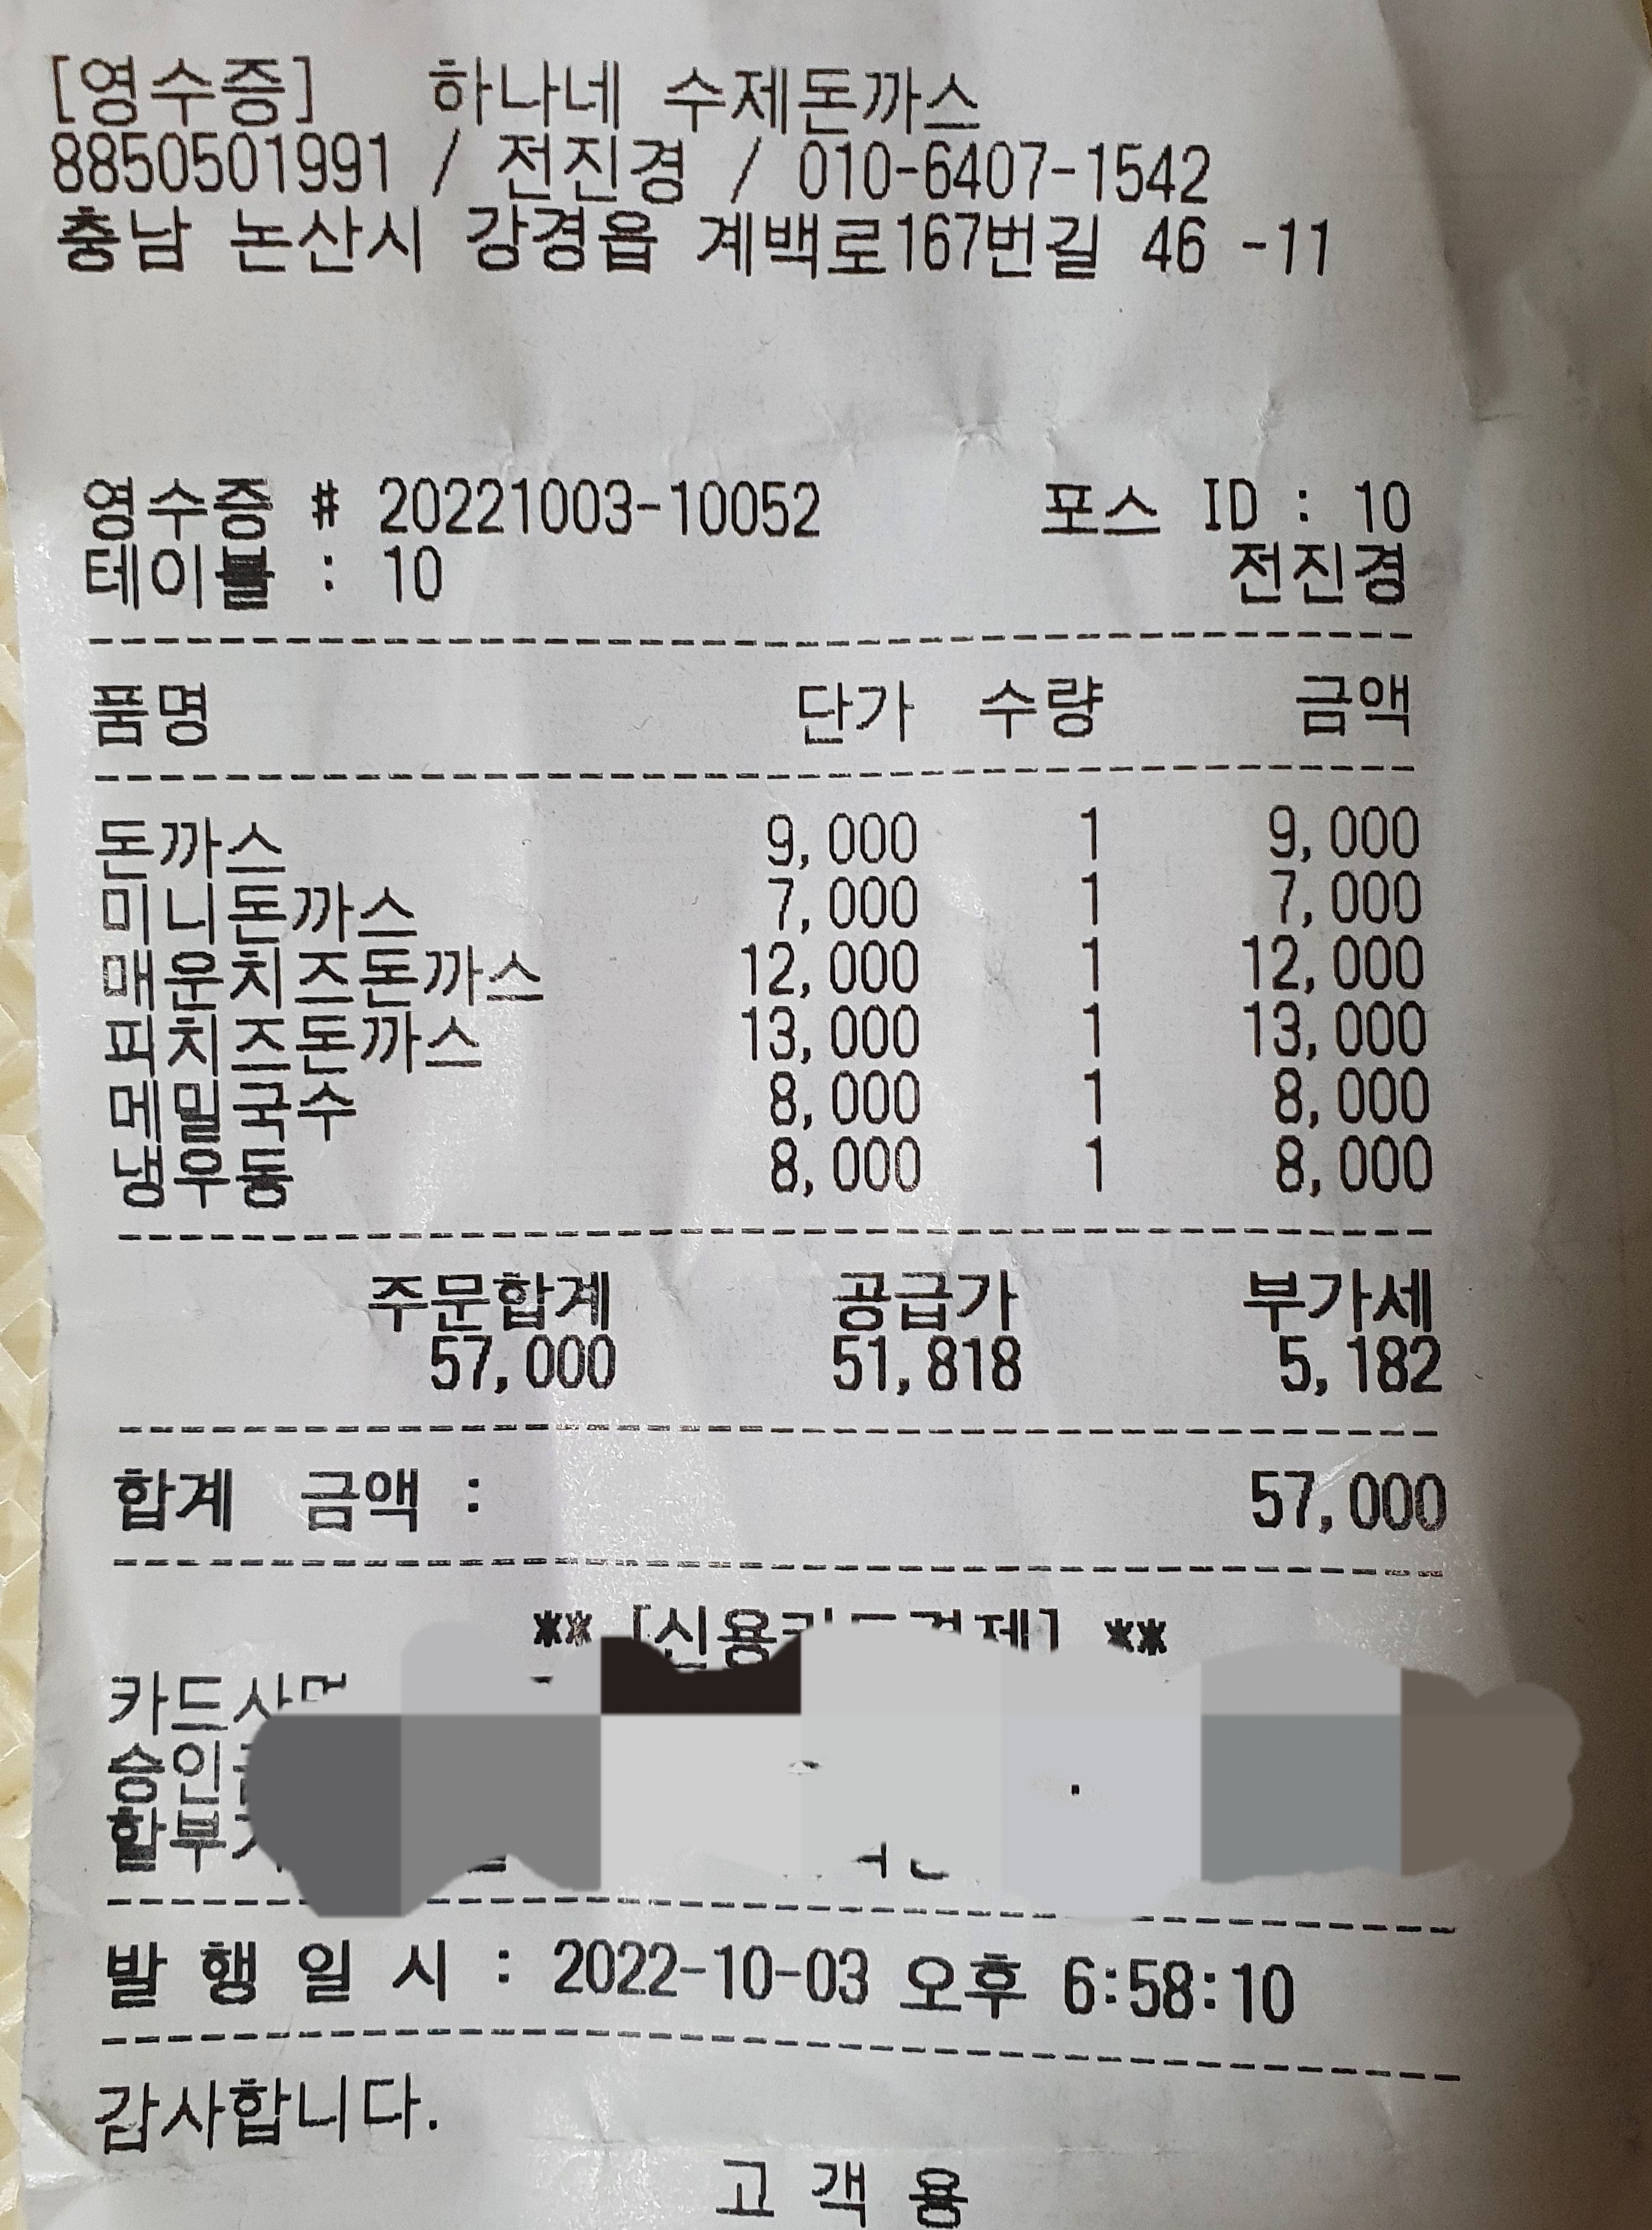 [영수증] 하나네 수제돈까스
8850501991 / 전진경 / 010-6407-1542
충남 논산시 강경읍 계백로167번길 46 -11
영수증 # 20221003-10052 포스 ID : 10
테이블 : 10 전진경
품명 단가 수량 금액
돈까스 9,000 1 9,000
미니돈까스 7,000 1 7,000
매운치즈돈까스 12,000 1 12,000
피치즈돈까스 13,000 1 13,000
메밀국수 8,000 1 8,000
냉우동 8,000 1 8,000
주문합계 공급가 부가세
57,000 51,818 5,182
합계 금액 : 57,000
** [신용카드결제] **
발 행 일 시 : 2022-10-03 오후 6:58:10
감사합니다.
고 객 용